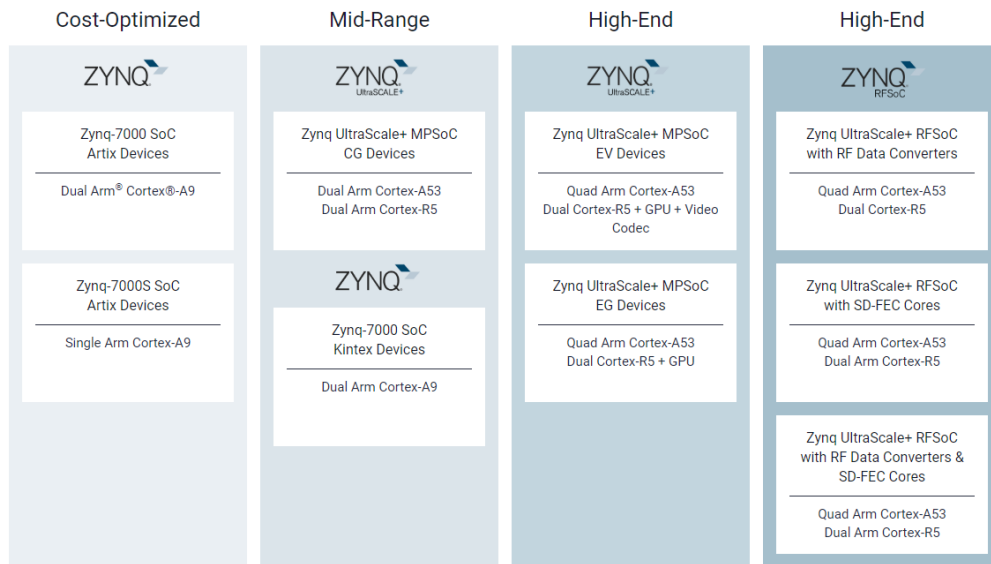 Cost-Optimized
ZYNQ
Zynq-7000 SoC
Artix Devices
Dual Arm® Cortex®-A9
Zynq-7000S SoC
Artix Devices
Single Arm Cortex-A9
Mid-Range
ZYNQ
UltraSCALE+
Zynq UltraScale+ MPSoC
CG Devices
Dual Arm Cortex-A53
Dual Arm Cortex-R5
ZYNQ
Zynq-7000 SoC
Kintex Devices
Dual Arm Cortex-A9
High-End
ZYNQ
UltraSCALE+
Zynq UltraScale+ MPSoC
EV Devices
Quad Arm Cortex-A53
Dual Cortex-R5 + GPU + Video
Codec
Zynq UltraScale+ MPSoC
EG Devices
Quad Arm Cortex-A53
Dual Cortex-R5 + GPU
High-End
ZYNQ
RFSoC
Zynq UltraScale+ RFSoC
with RF Data Converters
Quad Arm Cortex-A53
Dual Cortex-R5
Zynq UltraScale+ RFSoC
with SD-FEC Cores
Quad Arm Cortex-A53
Dual Arm Cortex-R5
Zynq UltraScale+ RFSoC
with RF Data Converters &
SD-FEC Cores
Quad Arm Cortex-A53
Dual Arm Cortex-R5